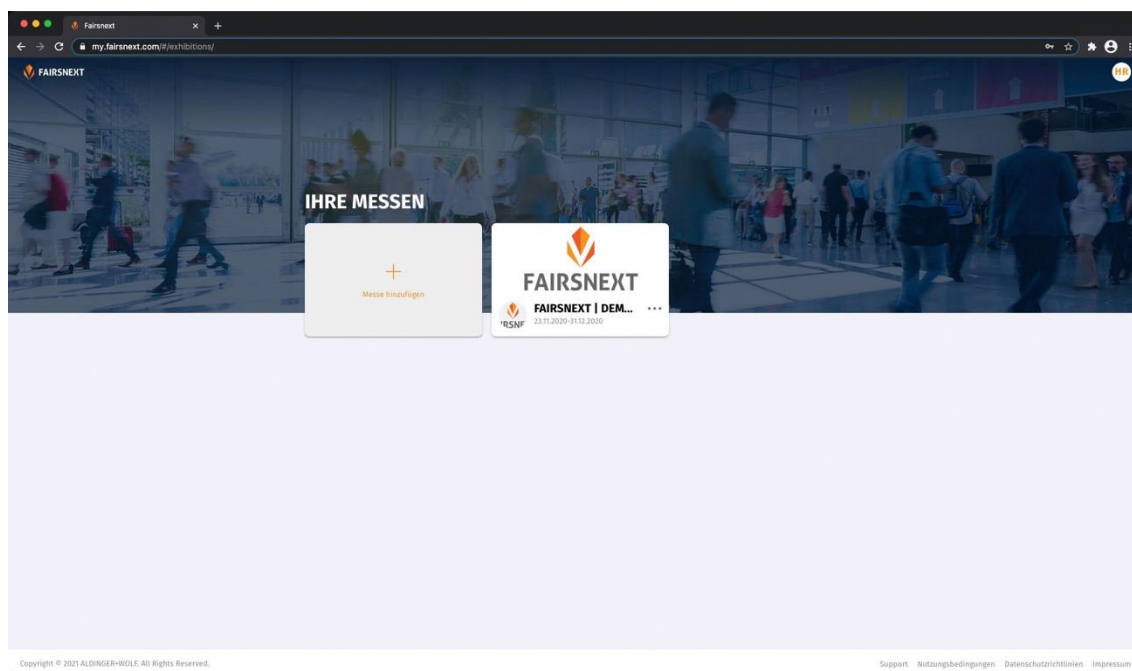 Fairsnext
my.fairsnext.com/#/exhibitions/
FAIRSNEXT
HR
IHRE MESSEN
Messe hinzufügen
FAIRSNEXT
FAIRSNEXT | DEM...
'RSNF
23.11.2020-31.12.2020
Copyright © 2021 ALDINGER+WOLF. All Rights Reserved.
Support Nutzungsbedingungen Datenschutzrichtlinien Impressum